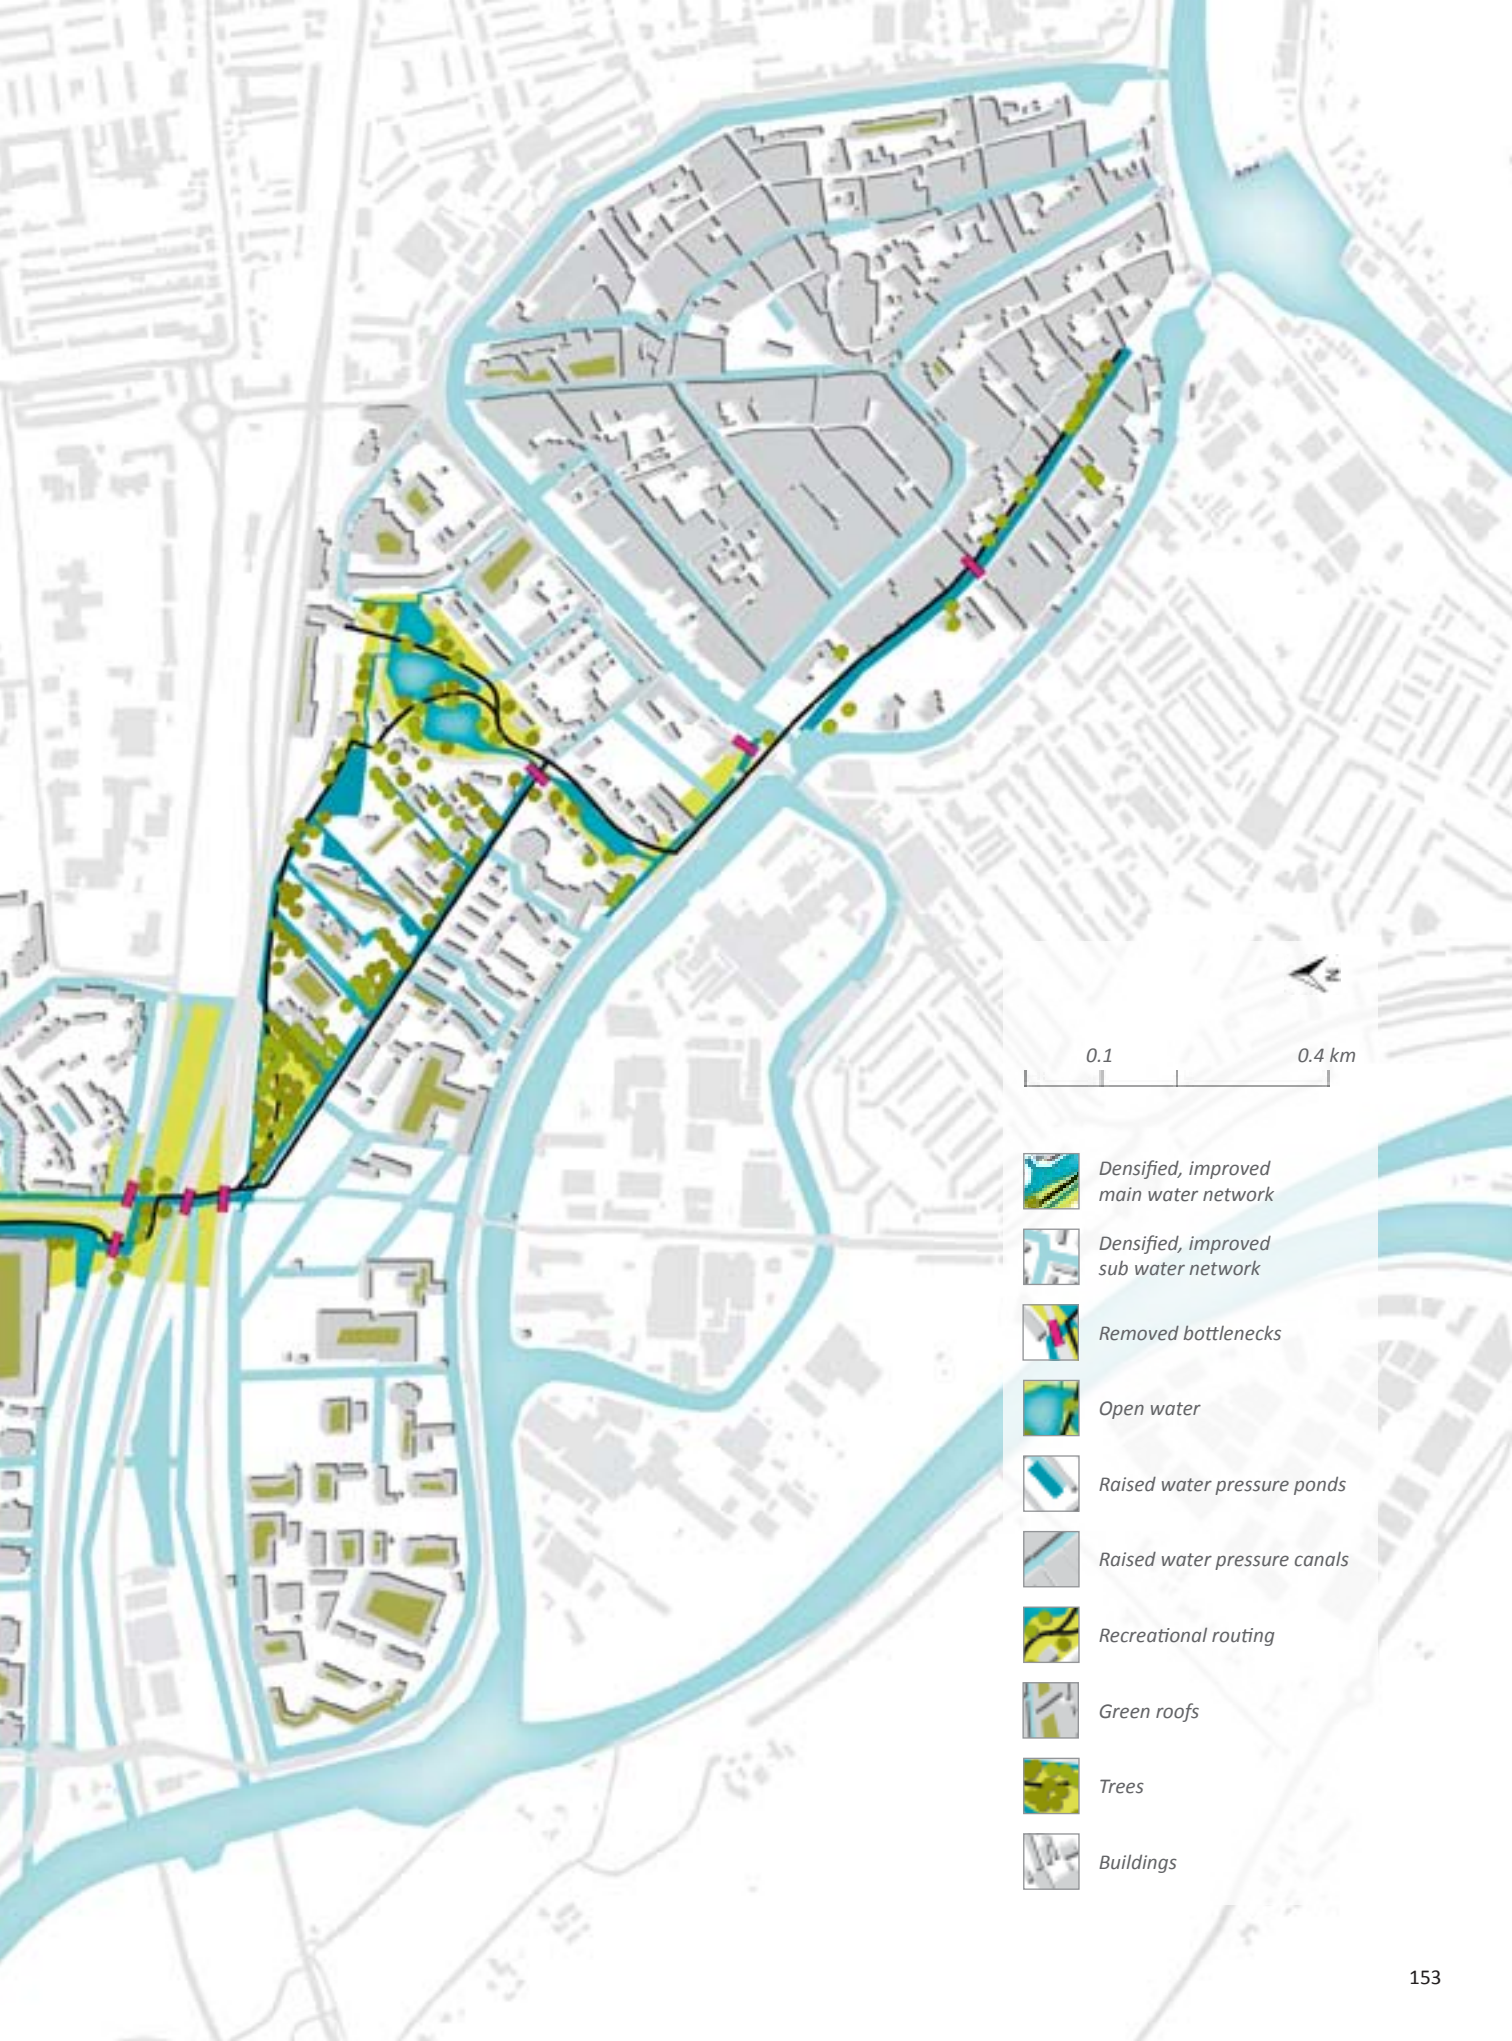 N
0.1 0.4 km
Densified, improved
main water network
Densified, improved
sub water network
Removed bottlenecks
Open water
Raised water pressure ponds
Raised water pressure canals
Recreational routing
Green roofs
Trees
Buildings
153